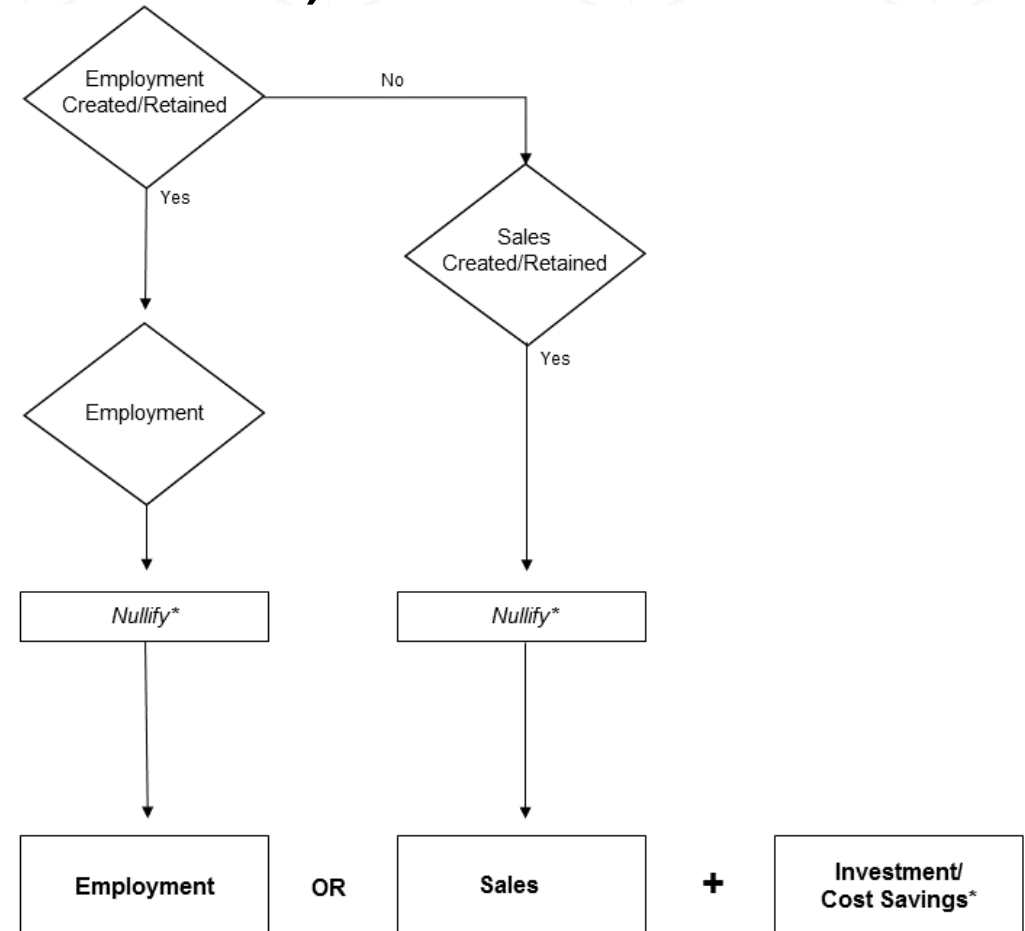 Employment
Created/Retained
No
Yes
Sales
Created/Retained
Yes
Employment
Nullify*
Nullify*
Employment
OR
Sales
+
Investment/
Cost Savings*